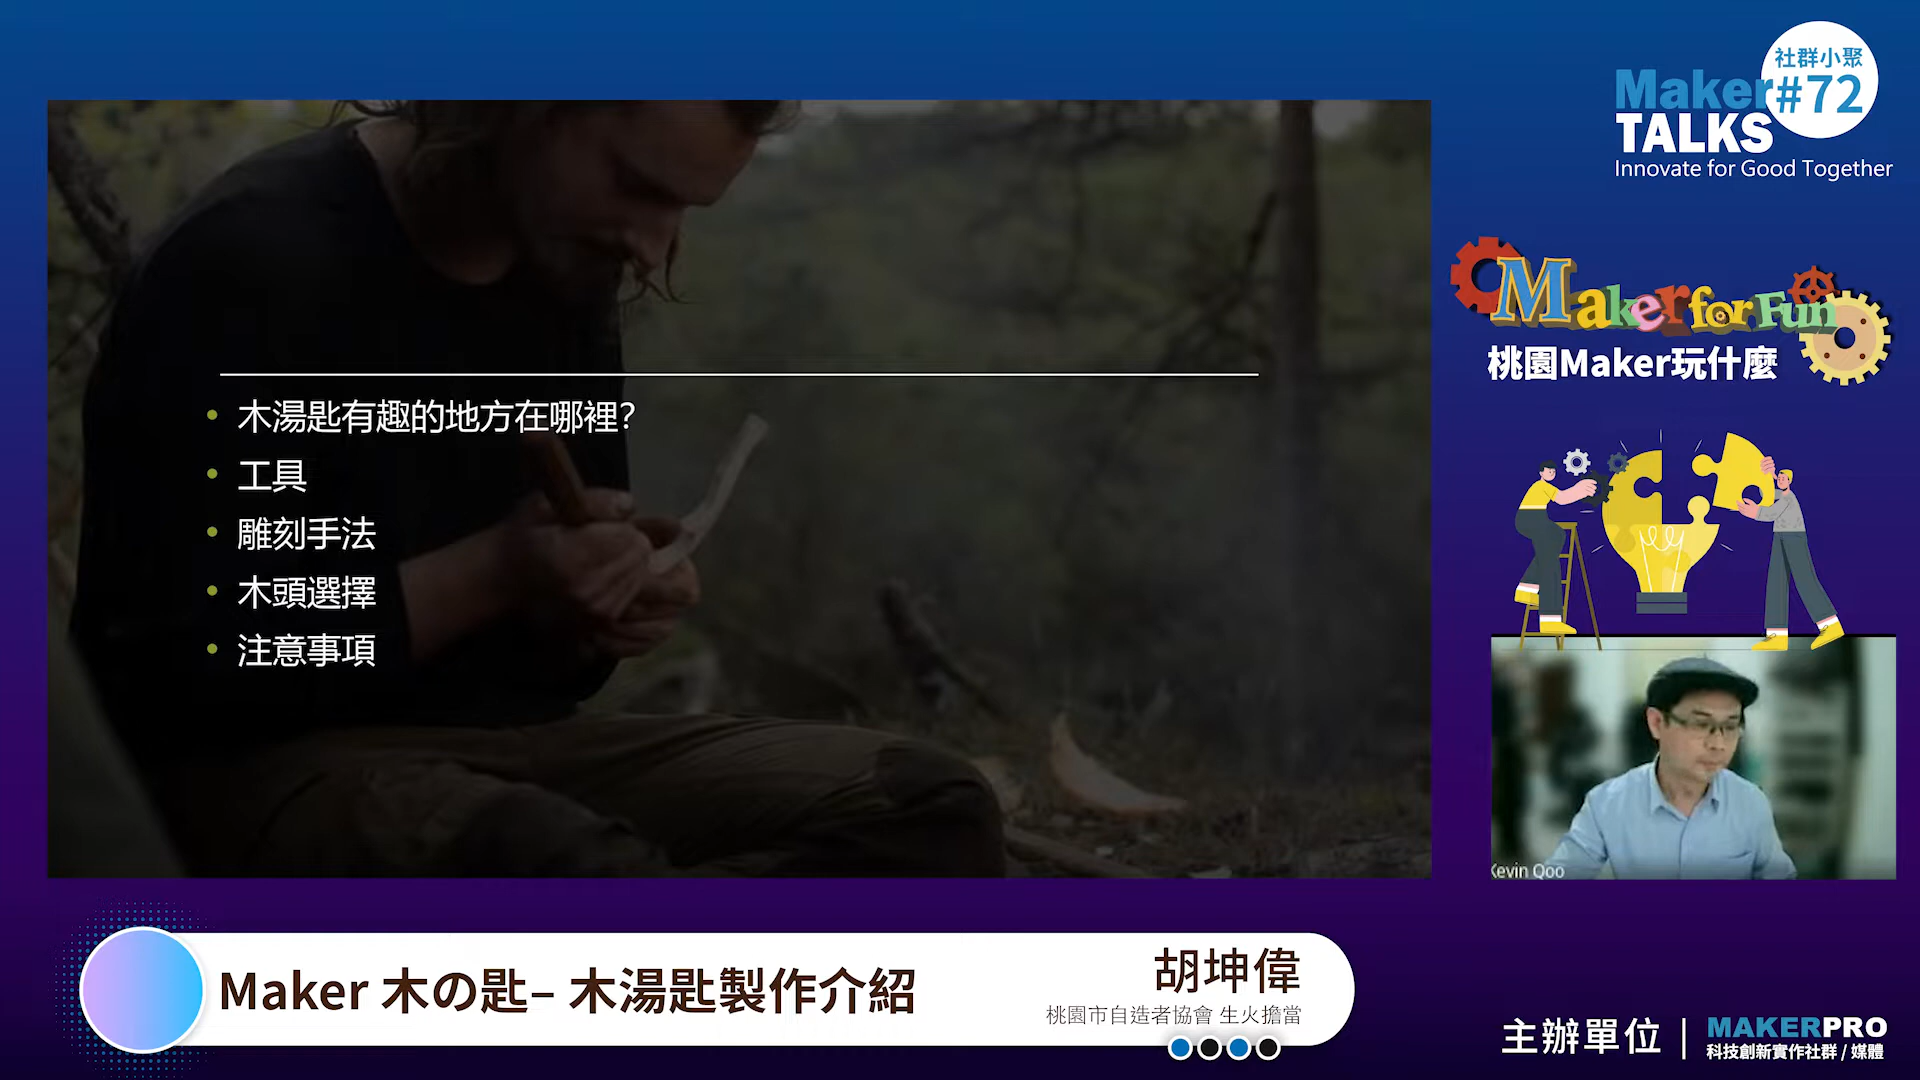 社群小聚
#72
Maker
TALKS
Innovate for Good Together
Maker for Fun
桃園Maker玩什麼
木湯匙有趣的地方在哪裡?
工具
雕刻手法
木頭選擇
注意事項
Kevin Qoo
Maker 木の匙– 木湯匙製作介紹
胡坤偉
桃園市自造者協會 生火擔當
主辦單位 | MAKERPRO
科技創新實作社群 / 媒體